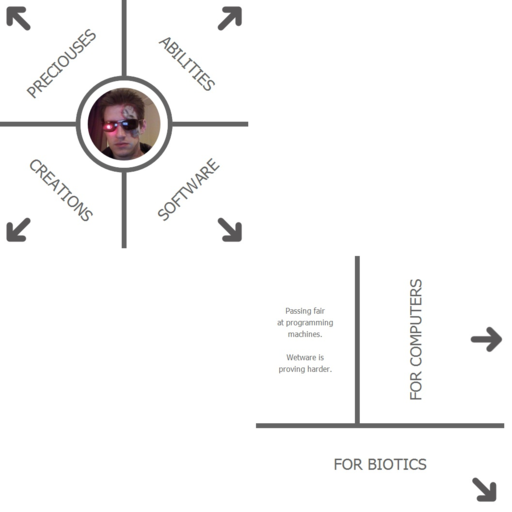 PRECIOUSES
ABILITIES
CREATIONS
SOFTWARE
Passing fair
at programming
machines.
Wetware is
proving harder.
FOR COMPUTERS
FOR BIOTICS